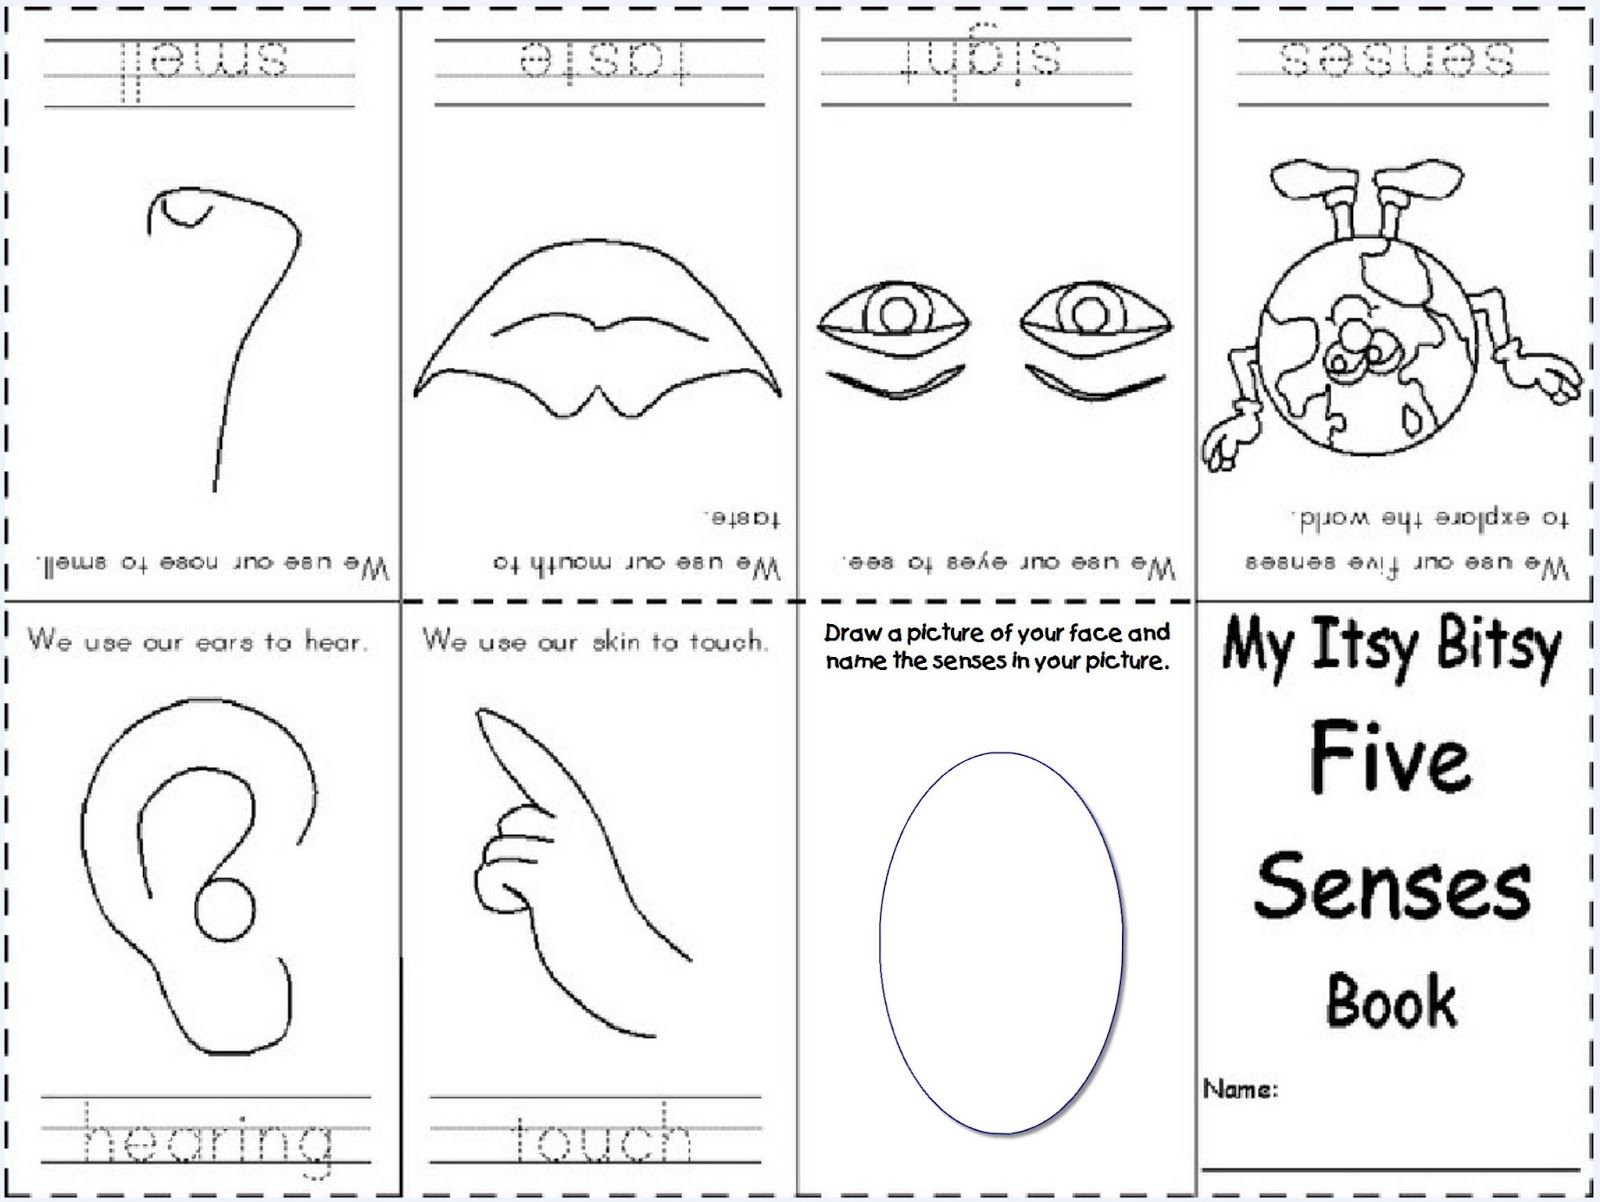 smell
taste
sight
senses
We use our nose to smell.
We use our mouth to
taste.
We use our eyes to see.
We use our five senses
to explore the world.
We use our ears to hear.
hearing
We use our skin to touch.
touch
Draw a picture of your face and
name the senses in your picture.
My Itsy Bitsy
Five
Senses
Book
Name: